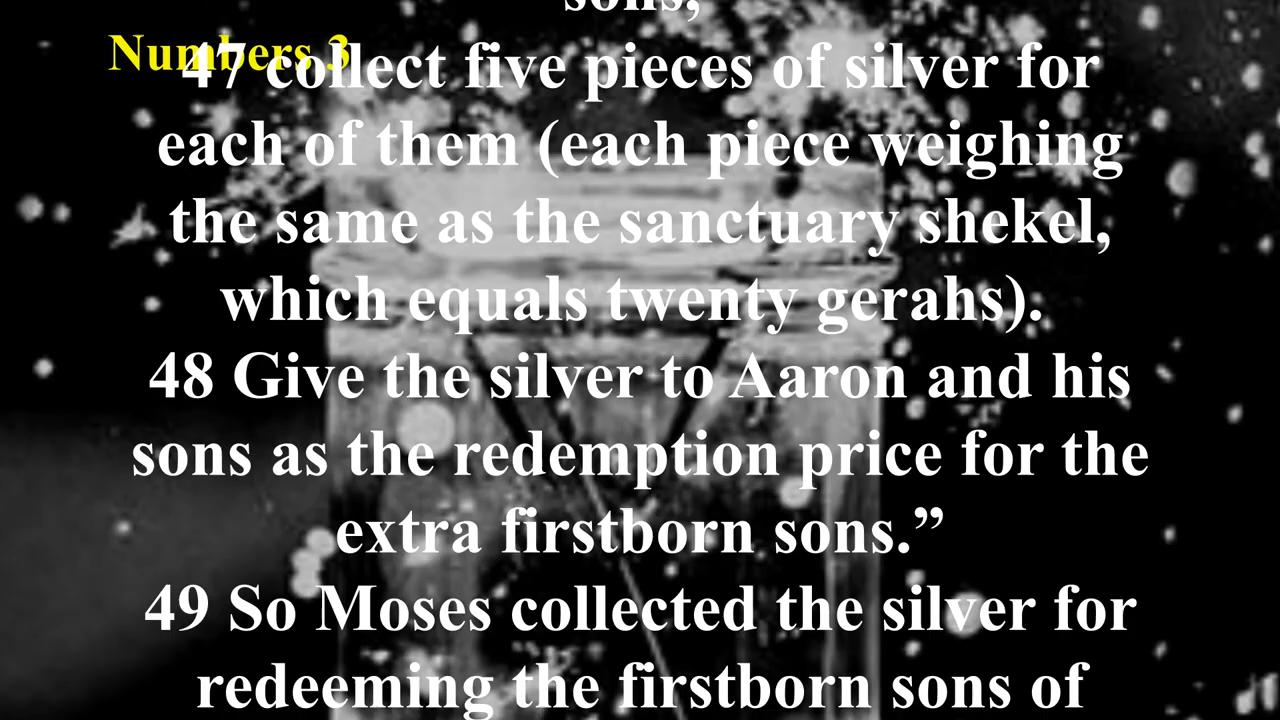 sons,
Numbers 3
47 collect five pieces of silver for
each of them (each piece weighing
the same as the sanctuary shekel,
which equals twenty gerahs).
48 Give the silver to Aaron and his
sons as the redemption price for the
extra firstborn sons.”
49 So Moses collected the silver for
redeeming the firstborn sons of